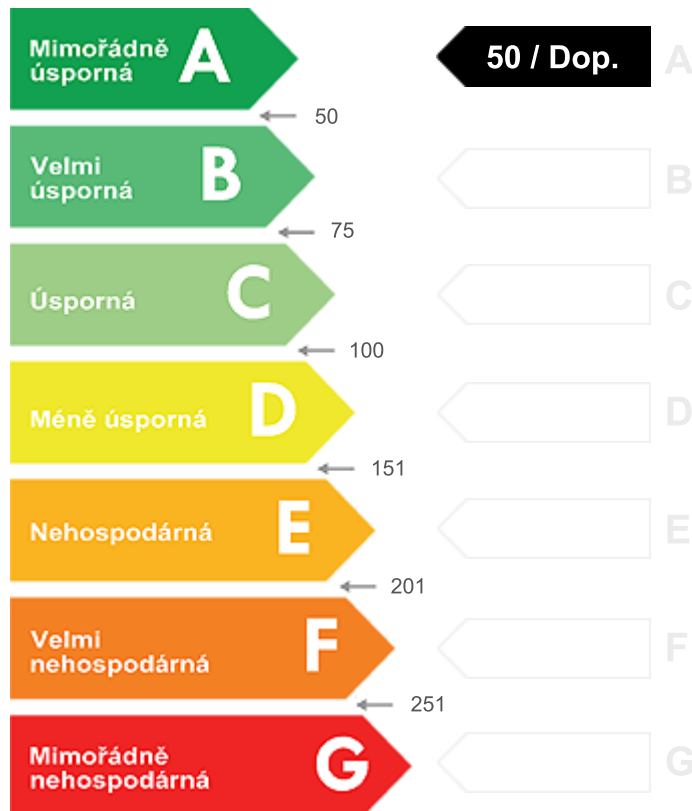 Mimořádně
úsporná
A
50 / Dop.
A
50
Velmi
úsporná
B
B
75
Úsporná
C
C
100
Méně úsporná
D
D
151
Nehospodárná
E
E
201
Velmi
nehospodárná
F
F
251
Mimořádně
nehospodárná
G
G